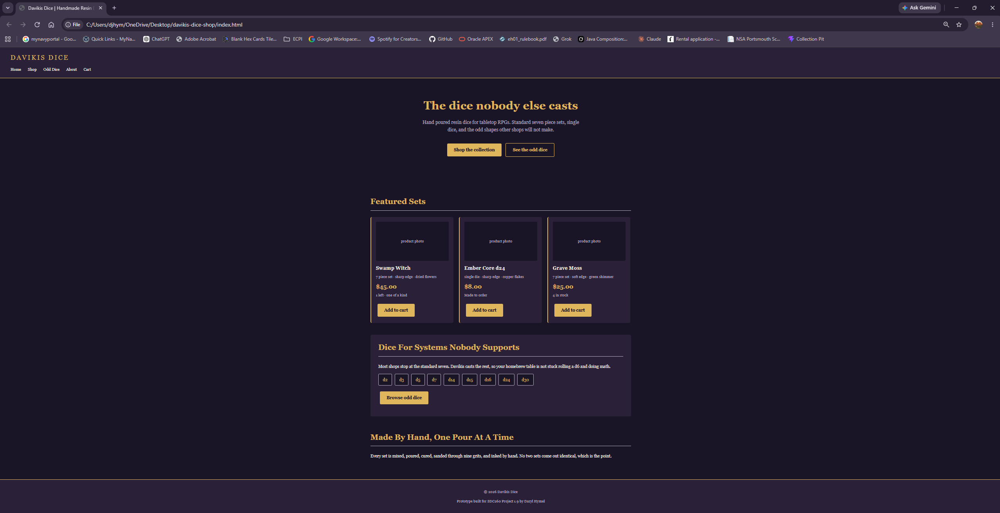 Davikis Dice | Handmade Resin
Ask Gemini
File
C:/Users/djhym/OneDrive/Desktop/davikis-dice-shop/index.html
mynavyportal - Goo...
Quick Links - MyNa...
ChatGPT
Adobe Acrobat
Blank Hex Cards Tile...
ECPI
Google Workspace:...
Spotify for Creators...
GitHub
Oracle APEX
eh01_rulebook.pdf
Grok
Java Composition:...
Claude
Rental application -...
NSA Portsmouth Sc...
Collection Pit
DAVIKIS DICE
Home Shop Odd Dice About Cart
The dice nobody else casts
Hand poured resin dice for tabletop RPGs. Standard seven piece sets, single
dice, and the odd shapes other shops will not make.
Shop the collection
See the odd dice
Featured Sets
product photo
Swamp Witch
7 piece set · sharp edge · dried flowers
$45.00
1 left · one of a kind
Add to cart
product photo
Ember Core d24
single die · sharp edge · copper flakes
$8.00
Made to order
Add to cart
product photo
Grave Moss
7 piece set · soft edge · green shimmer
$25.00
4 in stock
Add to cart
Dice For Systems Nobody Supports
Most shops stop at the standard seven. Davikis casts the rest, so your homebrew table is not stuck rolling a d6 and doing math.
d2 d3 d5 d7 d14 d15 d16 d24 d30
Browse odd dice
Made By Hand, One Pour At A Time
Every set is mixed, poured, cured, sanded through nine grits, and inked by hand. No two sets come out identical, which is the point.
© 2026 Davikis Dice
Prototype built for SDC260 Project 1.9 by Daryl Hymel